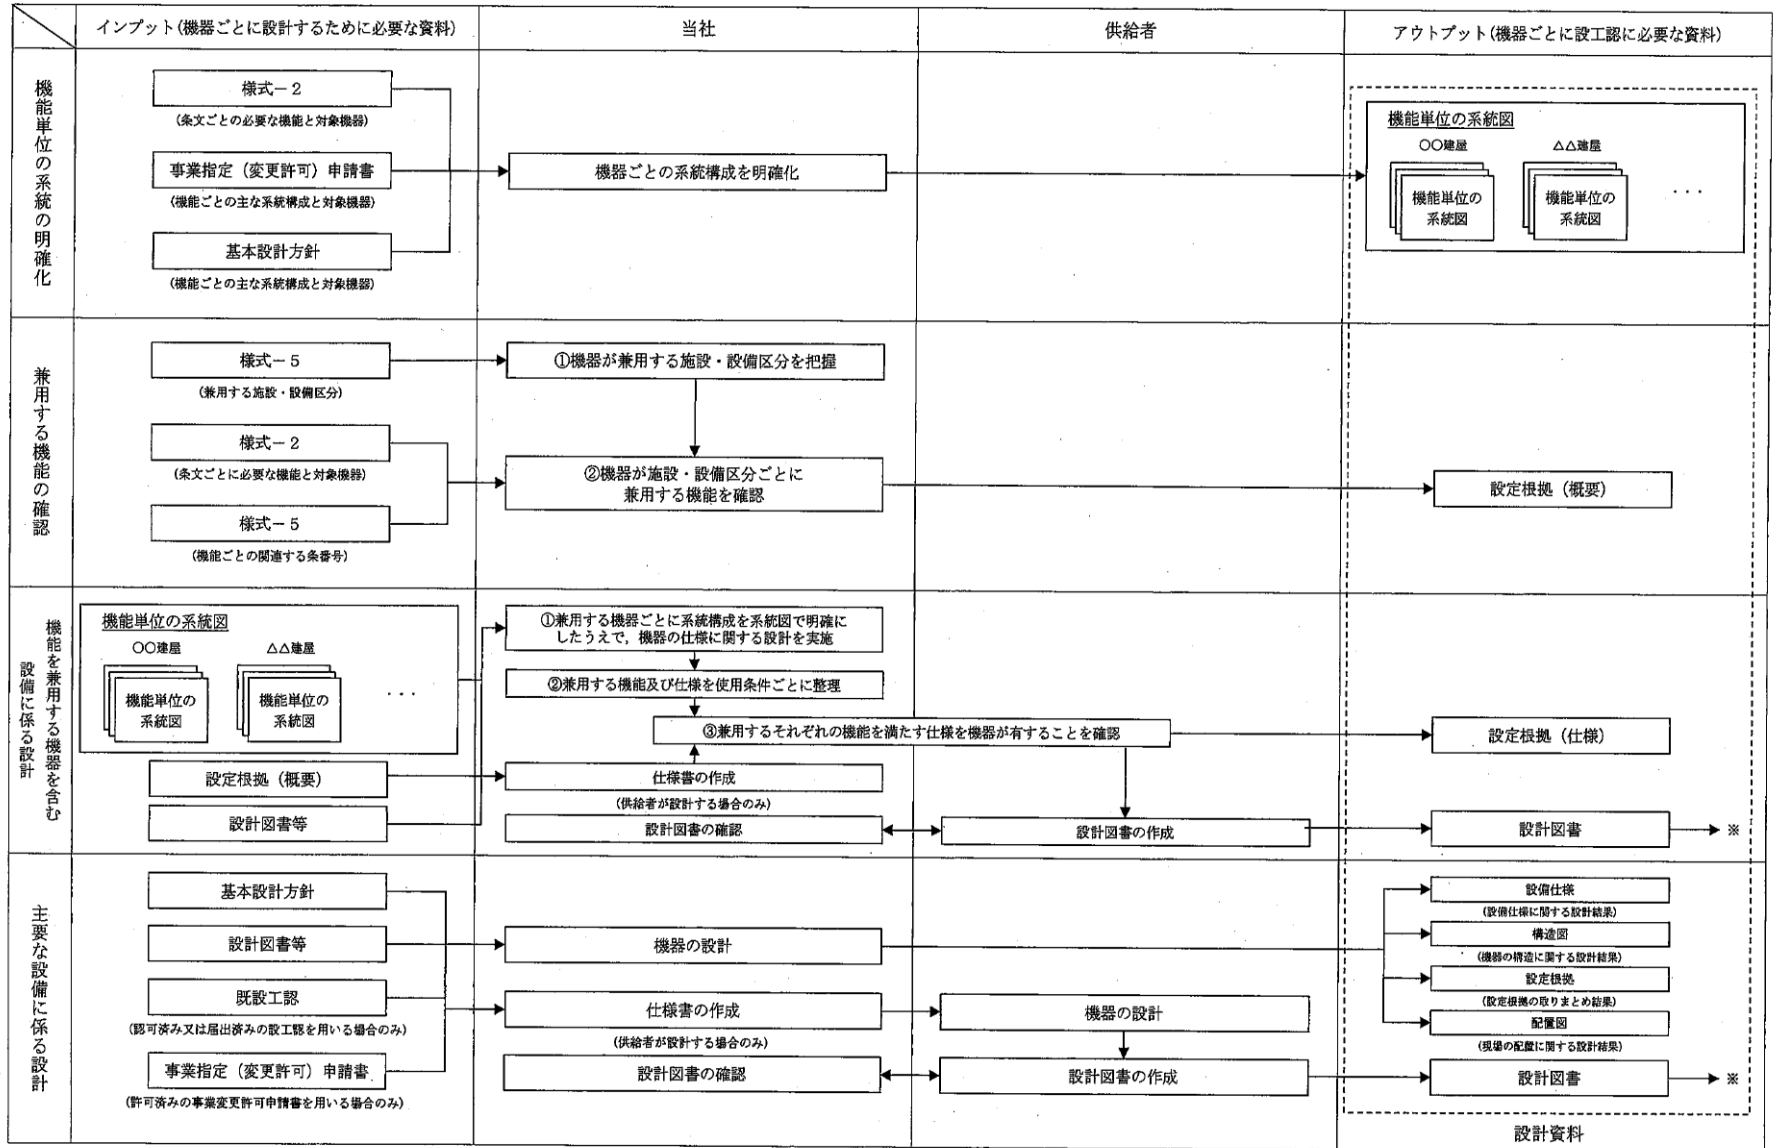 インプット(機器ごとに設計するために必要な資料)
当社
供給者
アウトプット(機器ごとに設工認に必要な資料)
機能単位の系統の明確化
様式－2
(条文ごとの必要な機能と対象機器)
事業指定（変更許可）申請書
(機能ごとの主な系統構成と対象機器)
基本設計方針
(機能ごとの主な系統構成と対象機器)
機器ごとの系統構成を明確化
機能単位の系統図
〇〇建屋
△△建屋
機能単位の
系統図
機能単位の
系統図
・・・
兼用する機能の確認
様式－5
(兼用する施設・設備区分)
様式－2
(条文ごとに必要な機能と対象機器)
様式－5
(機能ごとの関連する条番号)
①機器が兼用する施設・設備区分を把握
②機器が施設・設備区分ごとに
兼用する機能を確認
設定根拠（概要）
機能を兼用する機器を含む
設備に係る設計
機能単位の系統図
〇〇建屋
△△建屋
機能単位の
系統図
機能単位の
系統図
・・・
設定根拠（概要）
設計図書等
①兼用する機器ごとに系統構成を系統図で明確に
したうえで，機器の仕様に関する設計を実施
②兼用する機能及び仕様を使用条件ごとに整理
③兼用するそれぞれの機能を満たす仕様を機器が有することを確認
仕様書の作成
(供給者が設計する場合のみ)
設計図書の確認
設計図書の作成
設定根拠（仕様）
設計図書
※
主要な設備に係る設計
基本設計方針
設計図書等
既設工認
(認可済み又は届出済みの設工認を用いる場合のみ)
事業指定（変更許可）申請書
(許可済みの事業変更許可申請書を用いる場合のみ)
機器の設計
仕様書の作成
(供給者が設計する場合のみ)
設計図書の確認
機器の設計
設計図書の作成
設備仕様
(設備仕様に関する設計結果)
構造図
(機器の構造に関する設計結果)
設定根拠
(設定根拠の取りまとめ結果)
配置図
(現場の配置に関する設計結果)
設計図書
※
設計資料